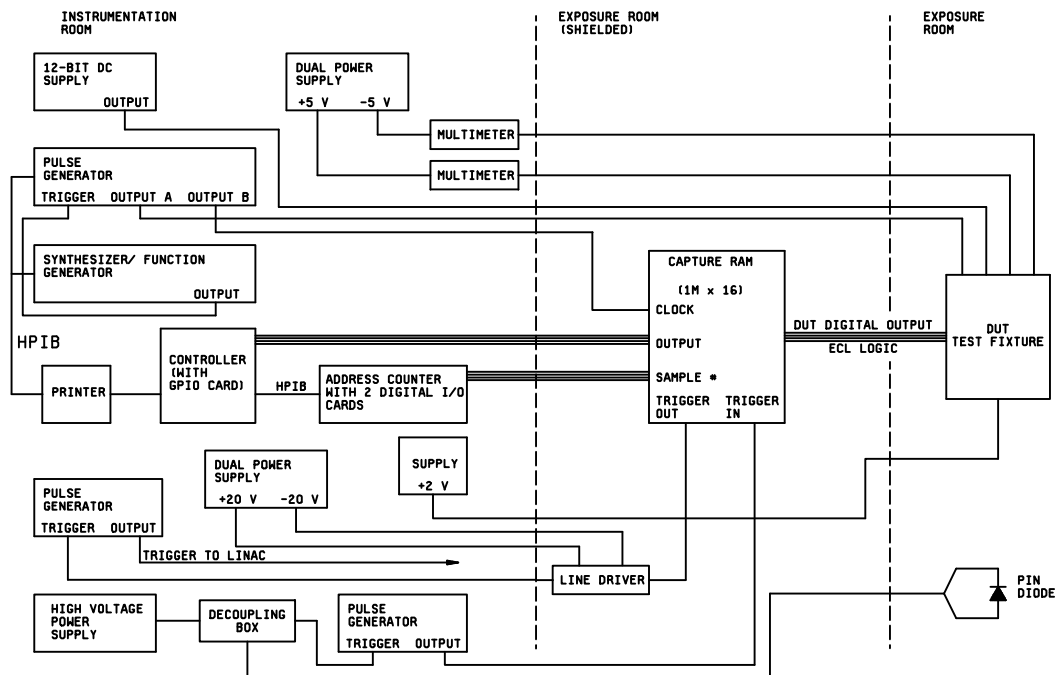 INSTRUMENTATION
ROOM
EXPOSURE ROOM
(SHIELDED)
EXPOSURE
ROOM
12-BIT DC
SUPPLY
OUTPUT
DUAL POWER
SUPPLY
+5 V -5 V
MULTIMETER
MULTIMETER
PULSE
GENERATOR
TRIGGER OUTPUT A OUTPUT B
SYNTHESIZER/ FUNCTION
GENERATOR
OUTPUT
HPIB
PRINTER
CONTROLLER
(WITH
GPIO CARD)
HPIB
ADDRESS COUNTER
WITH 2 DIGITAL I/O
CARDS
CAPTURE RAM
(1M x 16)
CLOCK
OUTPUT
SAMPLE #
TRIGGER
OUT
TRIGGER
IN
DUT DIGITAL OUTPUT
ECL LOGIC
DUT
TEST FIXTURE
PULSE
GENERATOR
TRIGGER OUTPUT
DUAL POWER
SUPPLY
+20 V -20 V
SUPPLY
+2 V
TRIGGER TO LINAC
LINE DRIVER
HIGH VOLTAGE
POWER
SUPPLY
DECOUPLING
BOX
PULSE
GENERATOR
TRIGGER OUTPUT
PIN
DIODE